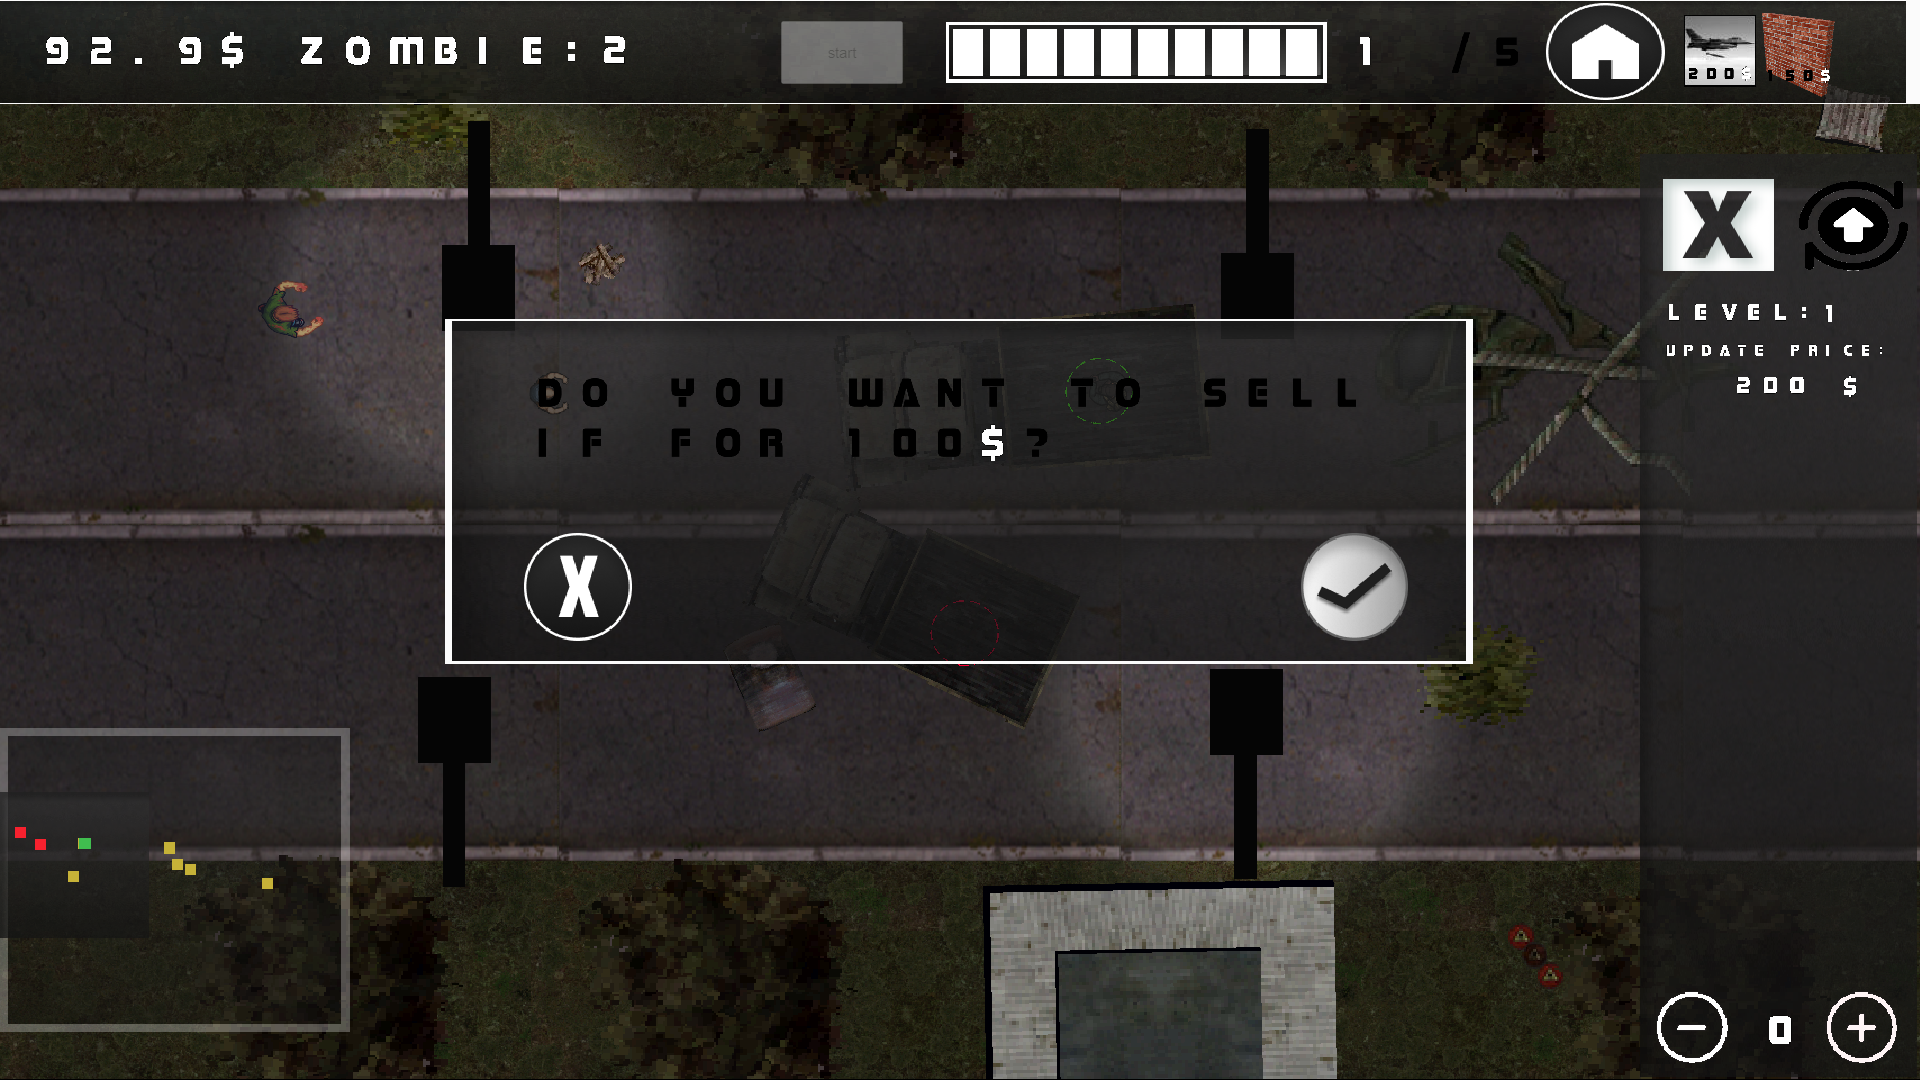 92.9$ ZOMBIE:2
start
1 / 5
200$
150$
X
LEVEL:1
UPDATE PRICE:
200 $
DO YOU WANT TO SELL
IF FOR 100$?
X
0